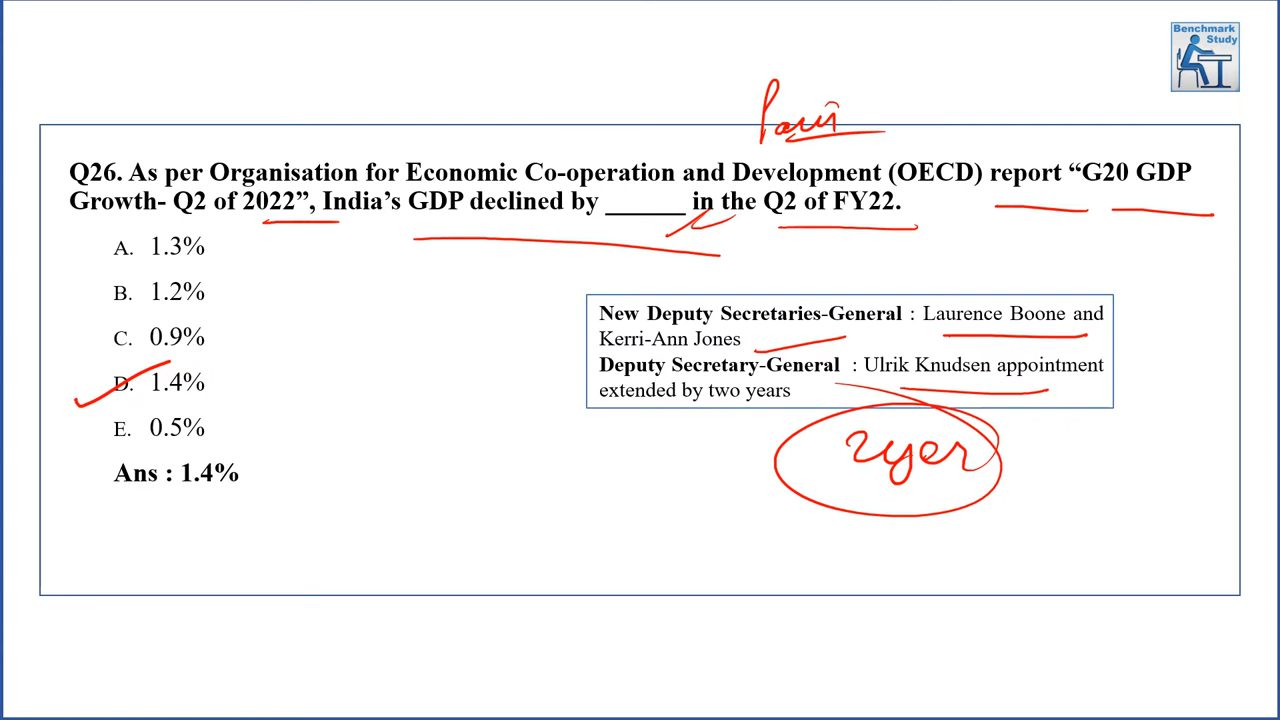 Benchmark
Study
Paris
Q26. As per Organisation for Economic Co-operation and Development (OECD) report “G20 GDP
Growth- Q2 of 2022”, India’s GDP declined by ______ in the Q2 of FY22.
A. 1.3%
B. 1.2%
C. 0.9%
D. 1.4%
E. 0.5%
Ans : 1.4%
New Deputy Secretaries-General : Laurence Boone and
Kerri-Ann Jones
Deputy Secretary-General : Ulrik Knudsen appointment
extended by two years
2yer